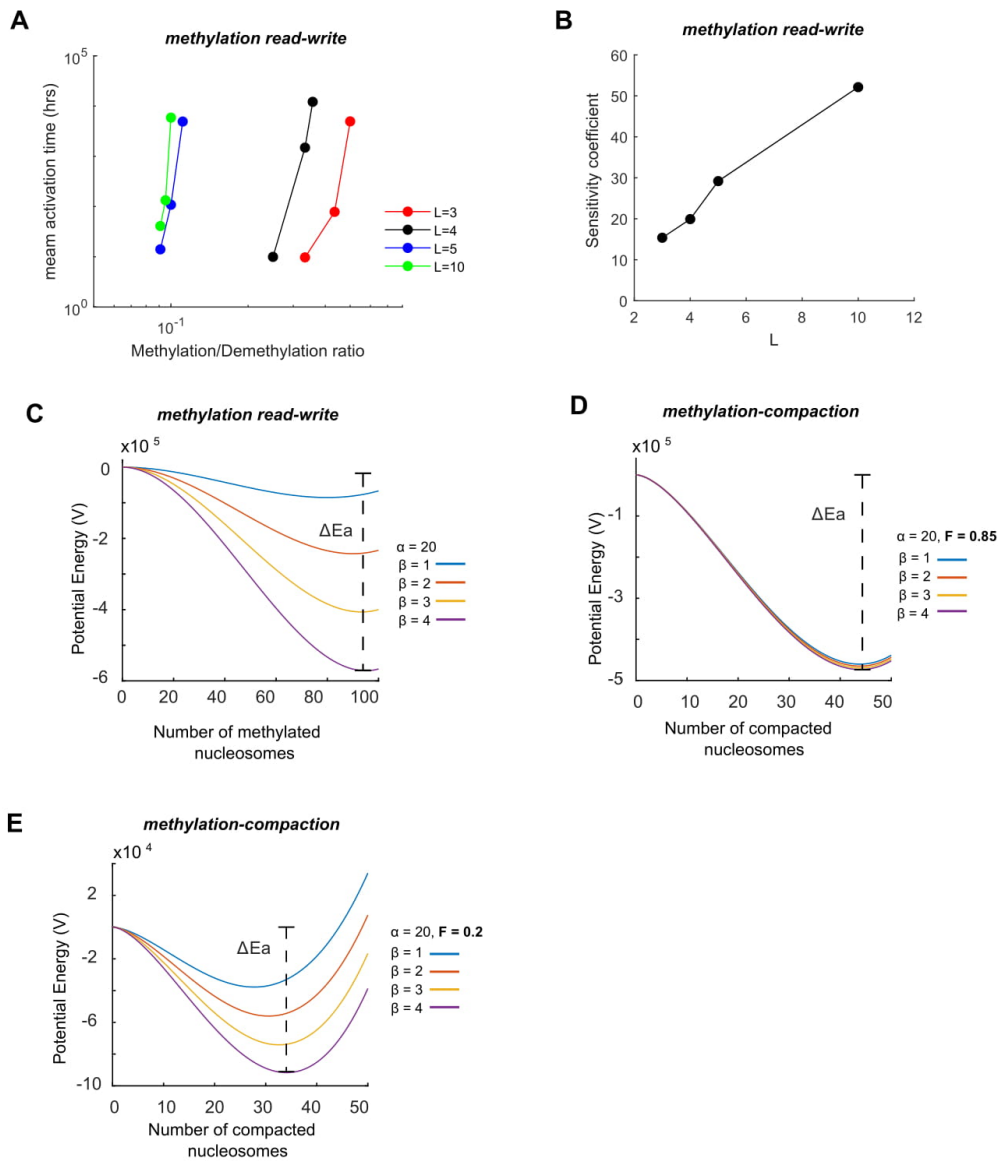 A
methylation read-write
10^5
meam activation time (hrs)
10^0
10^-1
Methylation/Demethylation ratio
L=3
L=4
L=5
L=10
B
methylation read-write
60
50
40
30
20
10
0
Sensitivity coefficient
2 4 6 8 10 12
L
C
methylation read-write
x10 5
0
-2
-4
-6
Potential Energy (V)
ΔEa
α = 20
β = 1
β = 2
β = 3
β = 4
0 20 40 60 80 100
Number of methylated
nucleosomes
D
methylation-compaction
x10 5
-1
-3
-5
Potential Energy (V)
ΔEa
α = 20, F = 0.85
β = 1
β = 2
β = 3
β = 4
0 10 20 30 40 50
Number of compacted
nucleosomes
E
methylation-compaction
x10 4
2
-2
-6
-10
Potential Energy (V)
ΔEa
α = 20, F = 0.2
β = 1
β = 2
β = 3
β = 4
0 10 20 30 40 50
Number of compacted
nucleosomes